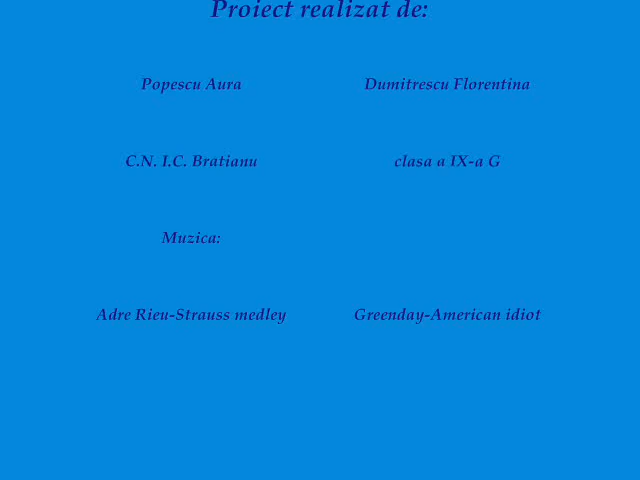 Proiect realizat de:
Popescu Aura Dumitrescu Florentina
C.N. I.C. Bratianu clasa a IX-a G
Muzica:
Adre Rieu-Strauss medley Greenday-American idiot